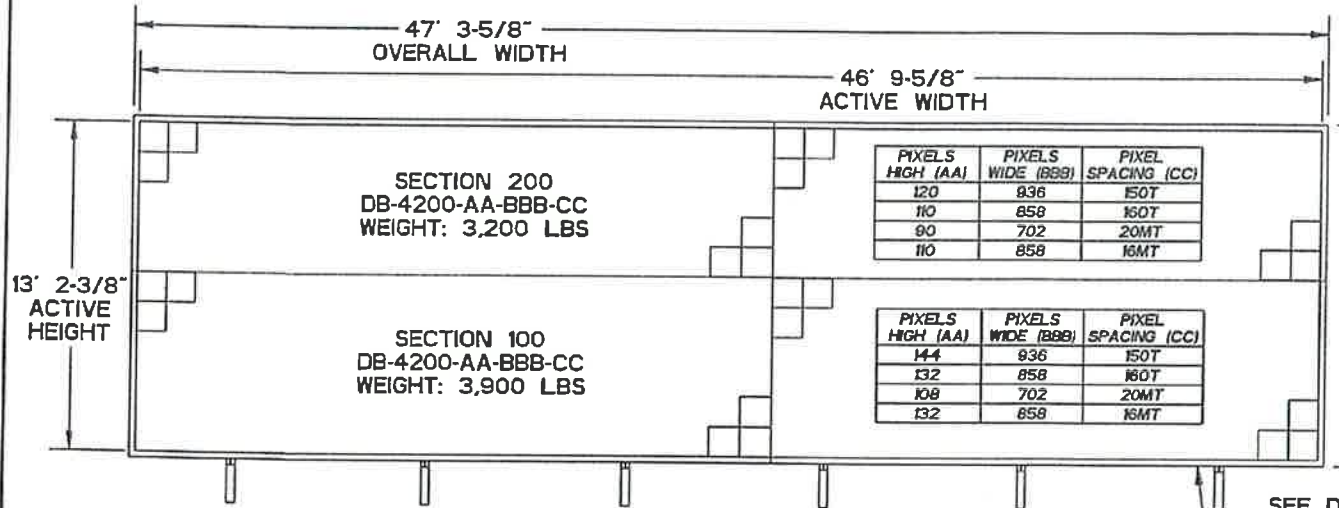 47' 3-5/8"
OVERALL WIDTH
46' 9-5/8"
ACTIVE WIDTH
13' 2-3/8"
ACTIVE
HEIGHT
SECTION 200
DB-4200-AA-BBB-CC
WEIGHT: 3,200 LBS
PIXELS HIGH (AA) PIXELS WIDE (BBB) PIXEL SPACING (CC)
120 936 150T
110 858 160T
90 702 20MT
110 858 16MT
SECTION 100
DB-4200-AA-BBB-CC
WEIGHT: 3,900 LBS
PIXELS HIGH (AA) PIXELS WIDE (BBB) PIXEL SPACING (CC)
144 936 150T
132 858 160T
108 702 20MT
132 858 16MT
SEE D